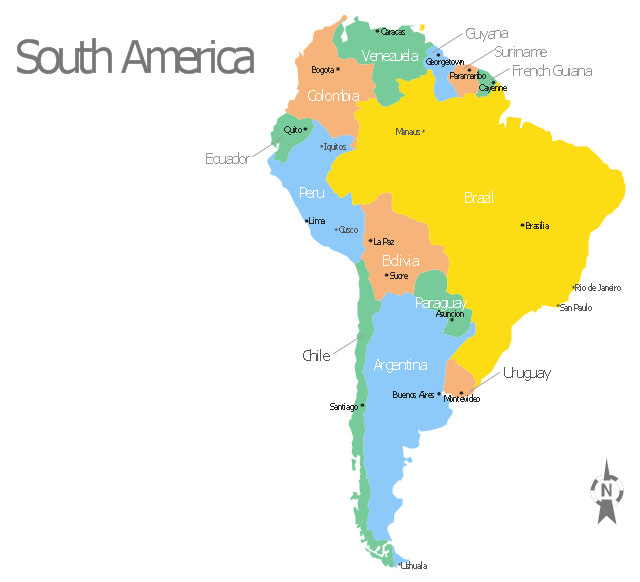 South America
Caracas
Guyana
Venezuela
Suriname
Georgetown
Bogota
French Guiana
Paramaribo
Cayenne
Colombia
Quito
Manaus
Iquitos
Ecuador
Peru
Brazil
Lima
Brasilia
Cusco
La Paz
Bolivia
Sucre
Rio de Janeiro
Paraguay
San Paulo
Asuncion
Chile
Argentina
Uruguay
Buenos Aires
Montevideo
Santiago
N
Ushuaia